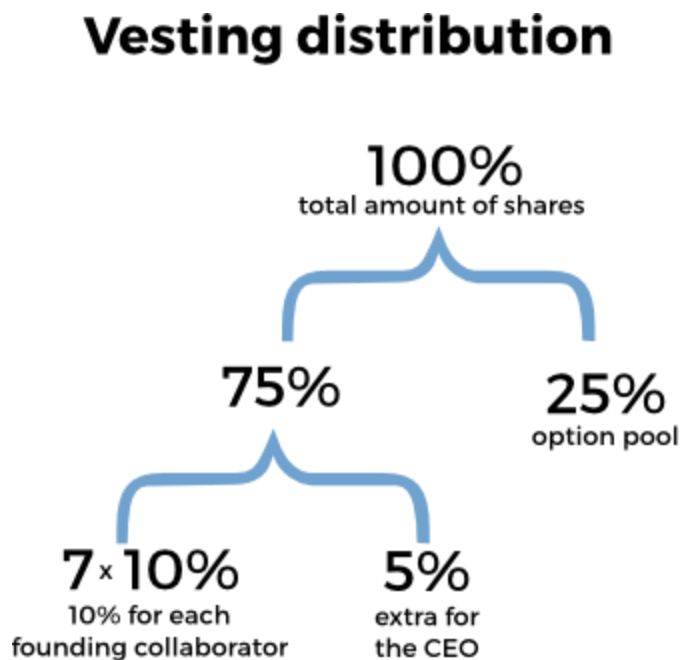 Vesting distribution
100%
total amount of shares
75%
25%
option pool
7 x 10%
10% for each
founding collaborator
5%
extra for
the CEO